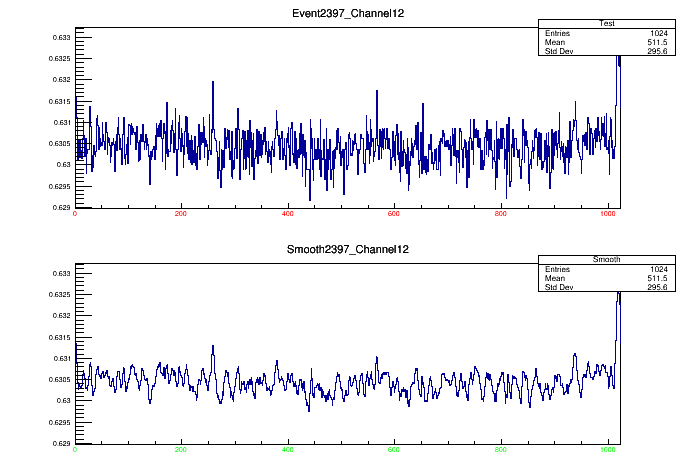 Event2397_Channel12
Test
Entries 1024
Mean 511.5
Std Dev 295.6
0.633
0.6325
0.632
0.6315
0.631
0.6305
0.63
0.6295
0.629
0 200 400 600 800 1000
Smooth2397_Channel12
Smooth
Entries 1024
Mean 511.5
Std Dev 295.6
0.633
0.6325
0.632
0.6315
0.631
0.6305
0.63
0.6295
0.629
0 200 400 600 800 1000